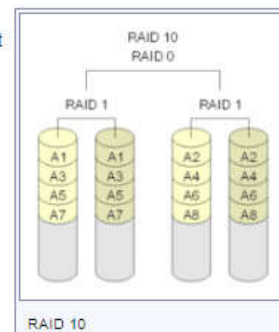 t
RAID 10
RAID 0
RAID 1 RAID 1
A1 A1 A2 A2
A3 A3 A4 A4
A5 A5 A6 A6
A7 A7 A8 A8
RAID 10